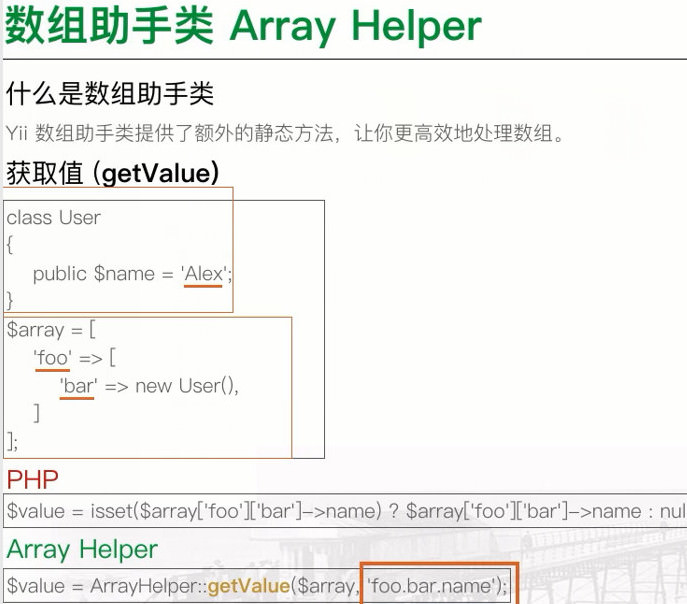 数组助手类 Array Helper
什么是数组助手类
Yii 数组助手类提供了额外的静态方法，让你更高效地处理数组。
获取值 (getValue)
class User
{
public $name = 'Alex';
}
$array = [
'foo' => [
'bar' => new User(),
]
];
PHP
$value = isset($array['foo']['bar']->name) ? $array['foo']['bar']->name : nul
Array Helper
$value = ArrayHelper::getValue($array, 'foo.bar.name');